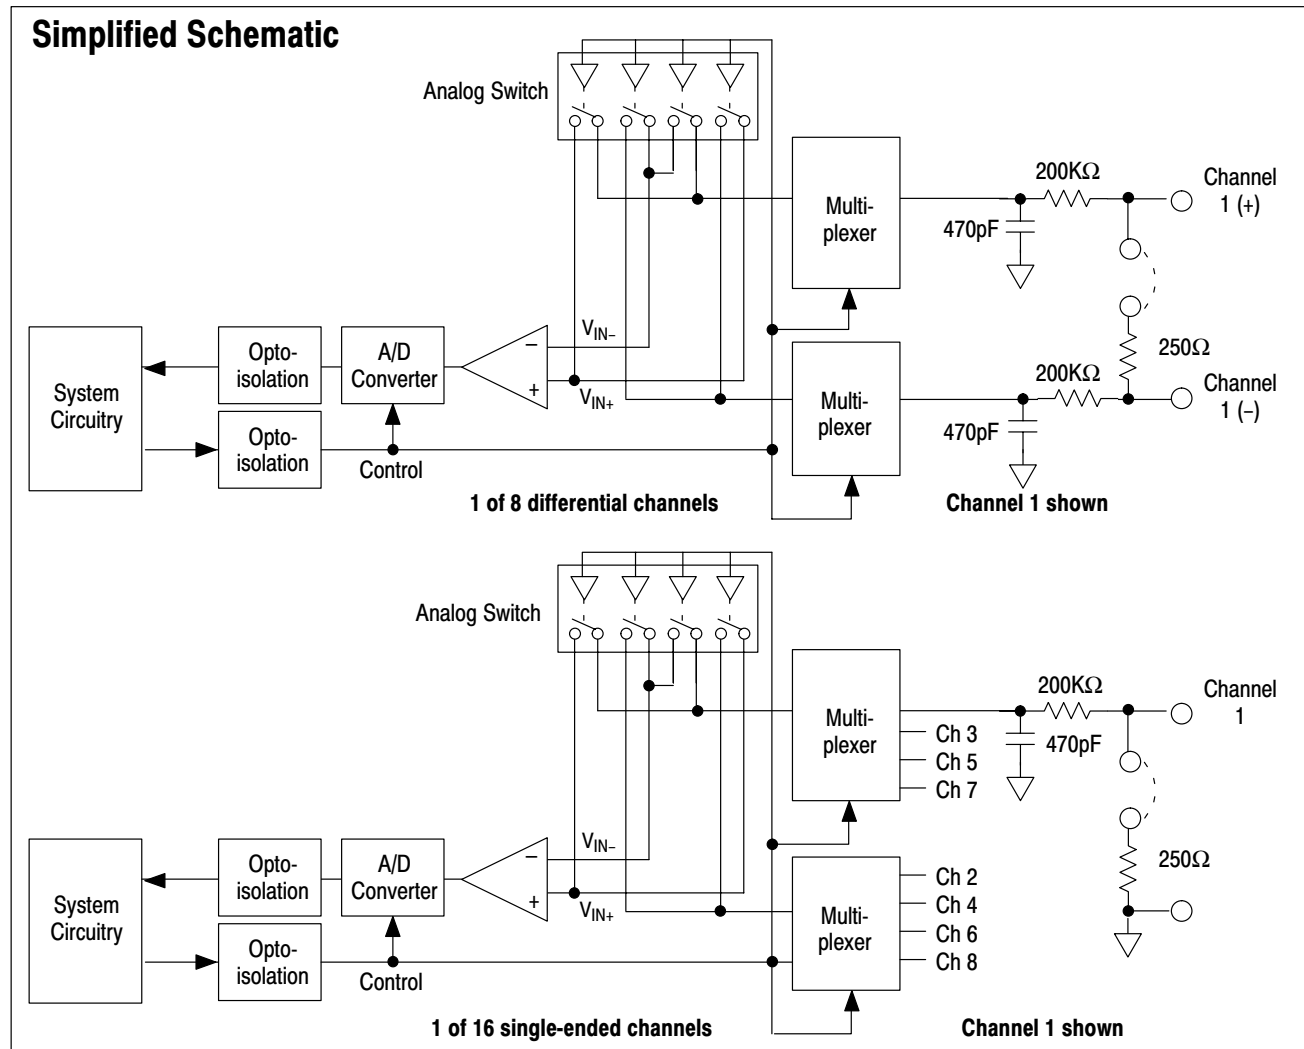 Simplified Schematic
Analog Switch
Multi-
plexer
200KΩ
470pF
Channel
1 (+)
System
Circuitry
Opto-
isolation
A/D
Converter
Opto-
isolation
Control
−
+
VIN−
VIN+
Multi-
plexer
200KΩ
470pF
250Ω
Channel
1 (−)
1 of 8 differential channels
Channel 1 shown
Analog Switch
Multi-
plexer
Ch 3
Ch 5
Ch 7
200KΩ
470pF
Channel
1
System
Circuitry
Opto-
isolation
A/D
Converter
Opto-
isolation
Control
−
+
VIN−
VIN+
Multi-
plexer
Ch 2
Ch 4
Ch 6
Ch 8
250Ω
1 of 16 single-ended channels
Channel 1 shown